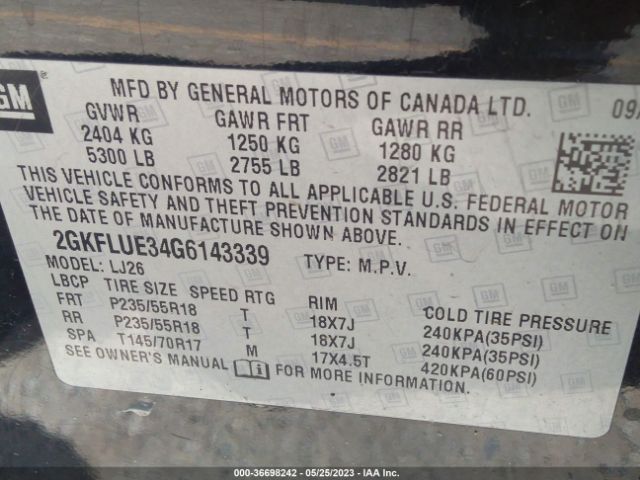 GM
MFD BY GENERAL MOTORS OF CANADA LTD. 09/
GVWR GAWR FRT GAWR RR
2404 KG 1250 KG 1280 KG
5300 LB 2755 LB 2821 LB
THIS VEHICLE CONFORMS TO ALL APPLICABLE U.S. FEDERAL MOTOR
VEHICLE SAFETY AND THEFT PREVENTION STANDARDS IN EFFECT ON
THE DATE OF MANUFACTURE SHOWN ABOVE.
2GKFLUE34G6143339 TYPE: M.P.V.
MODEL: LJ26
LBCP TIRE SIZE SPEED RTG RIM COLD TIRE PRESSURE
FRT P235/55R18 T 18X7J 240KPA(35PSI)
RR P235/55R18 T 18X7J 240KPA(35PSI)
SPA T145/70R17 M 17X4.5T 420KPA(60PSI)
SEE OWNER'S MANUAL FOR MORE INFORMATION.
000-36698242 - 05/25/2023 - IAA Inc.